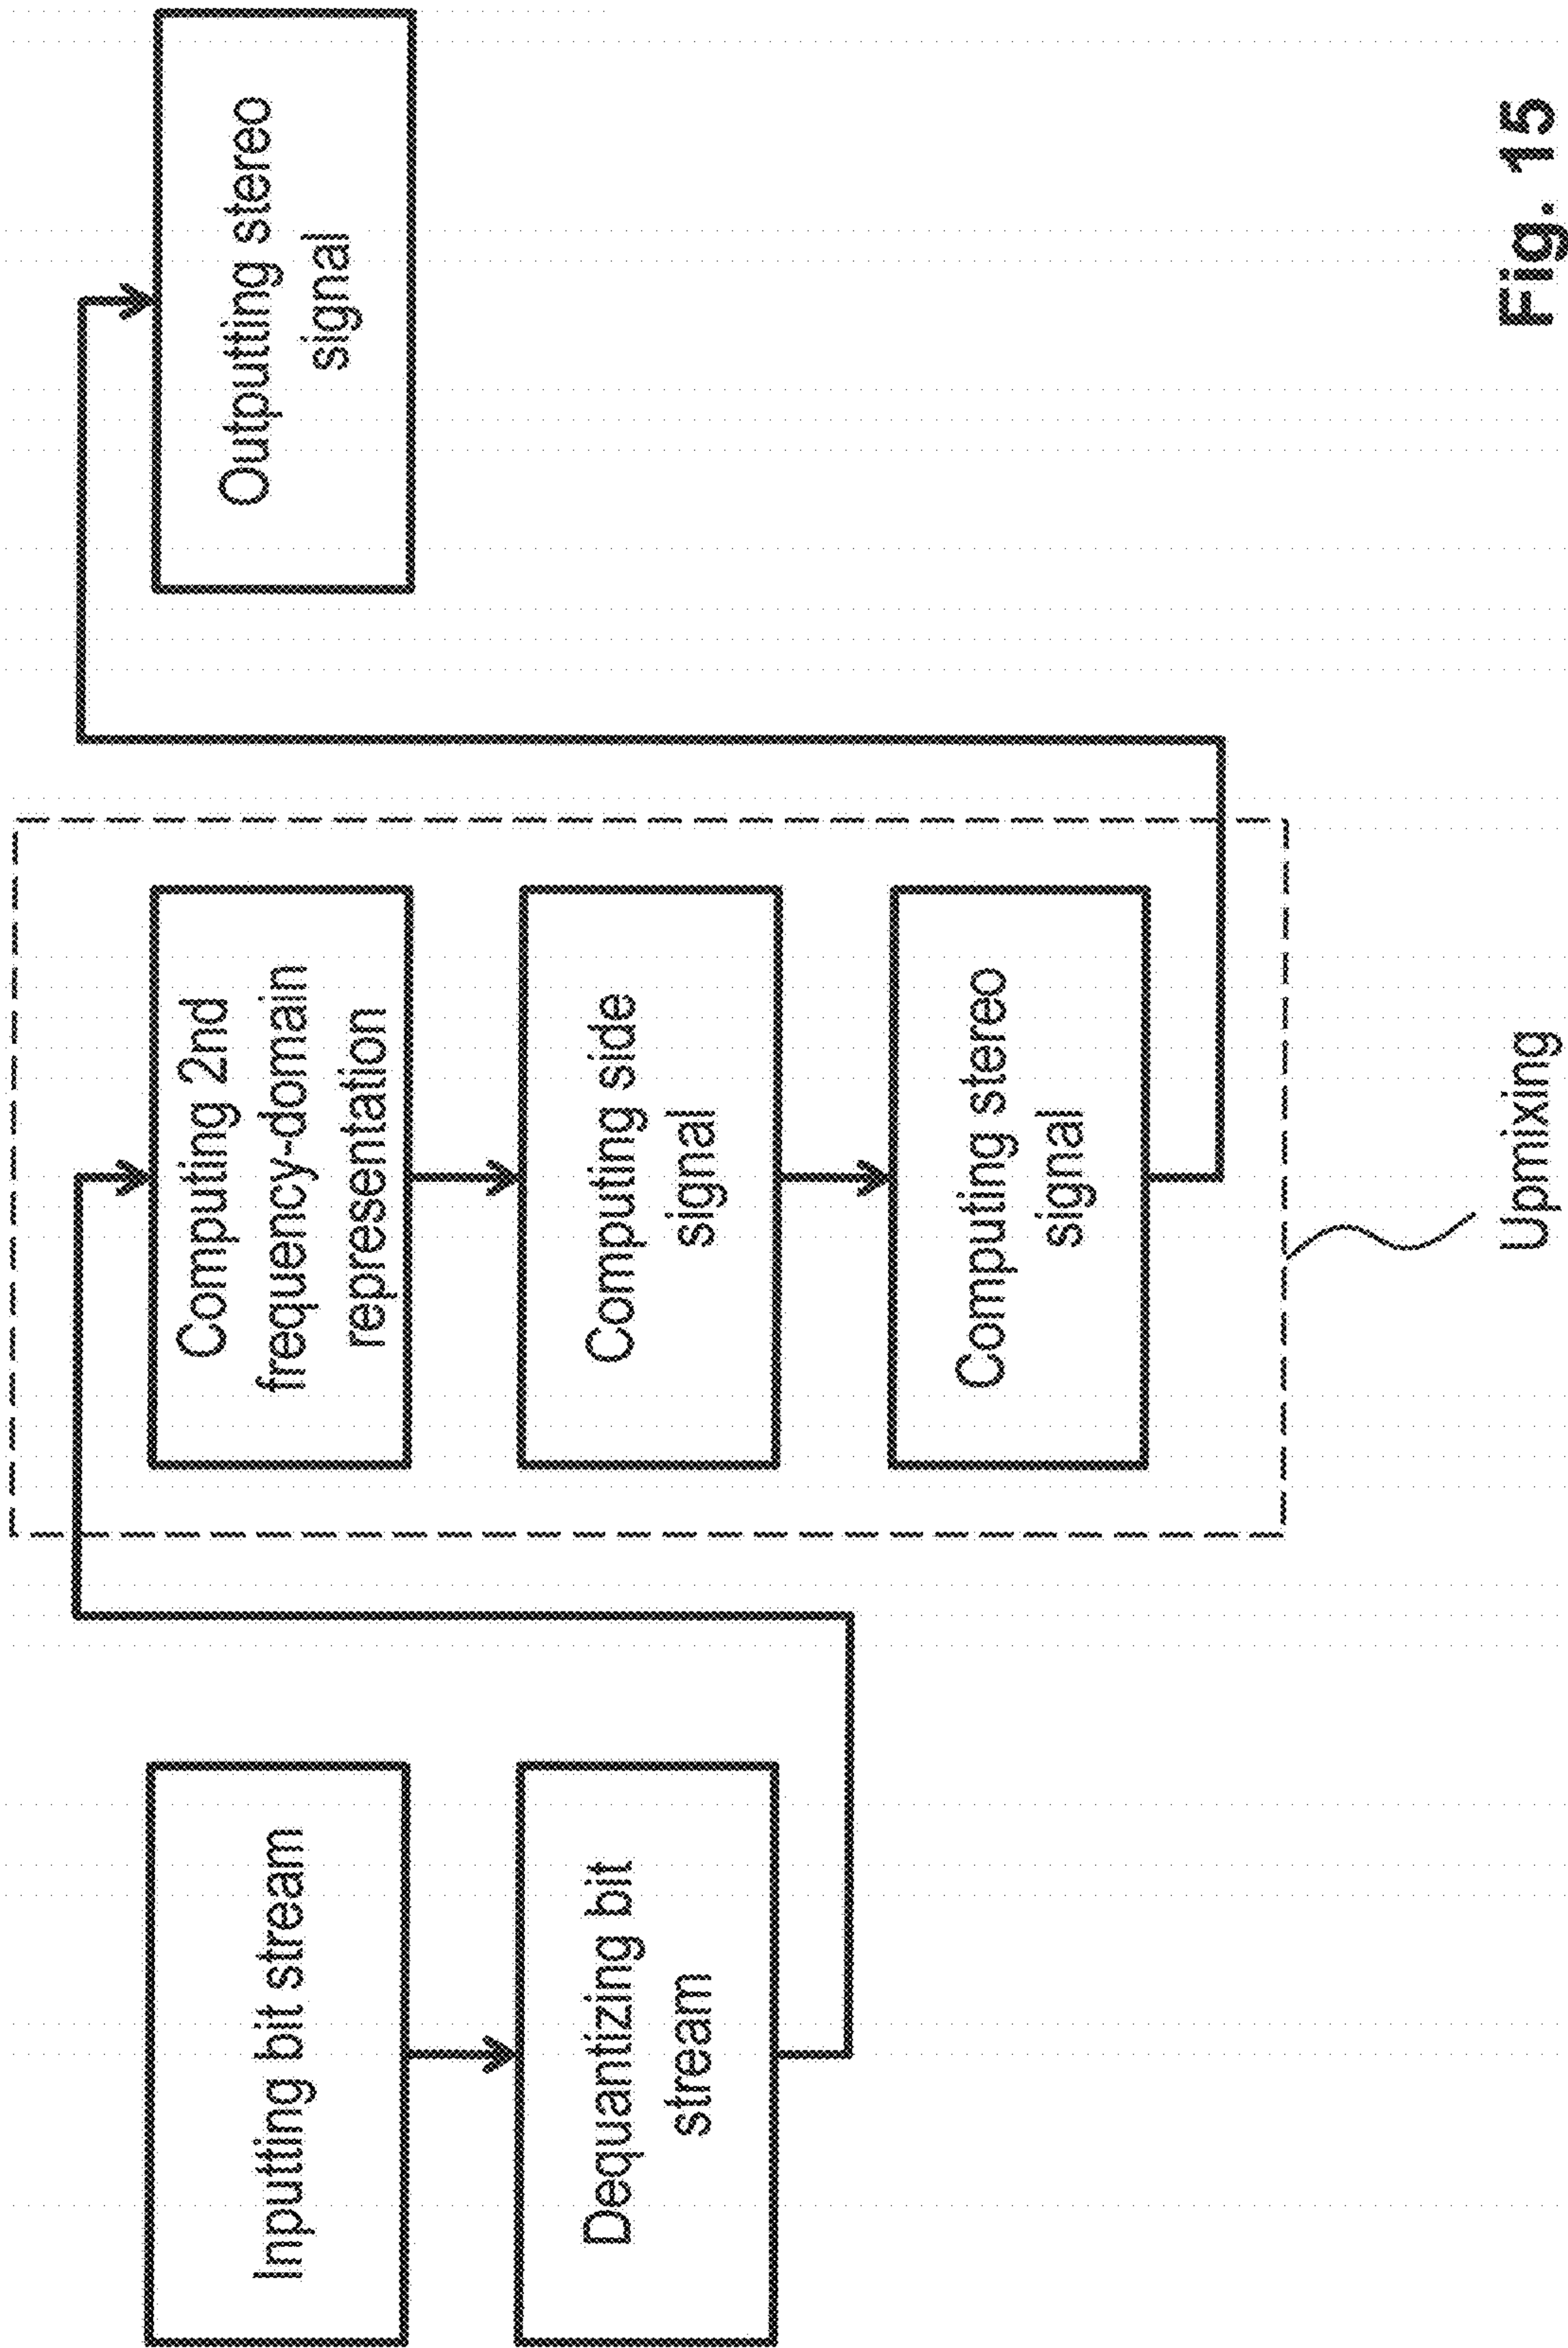 Inputting bit stream
Dequantizing bit
stream
Computing 2nd
frequency-domain
representation
Computing side
signal
Computing stereo
signal
Upmixing
Outputting stereo
signal
Fig. 15